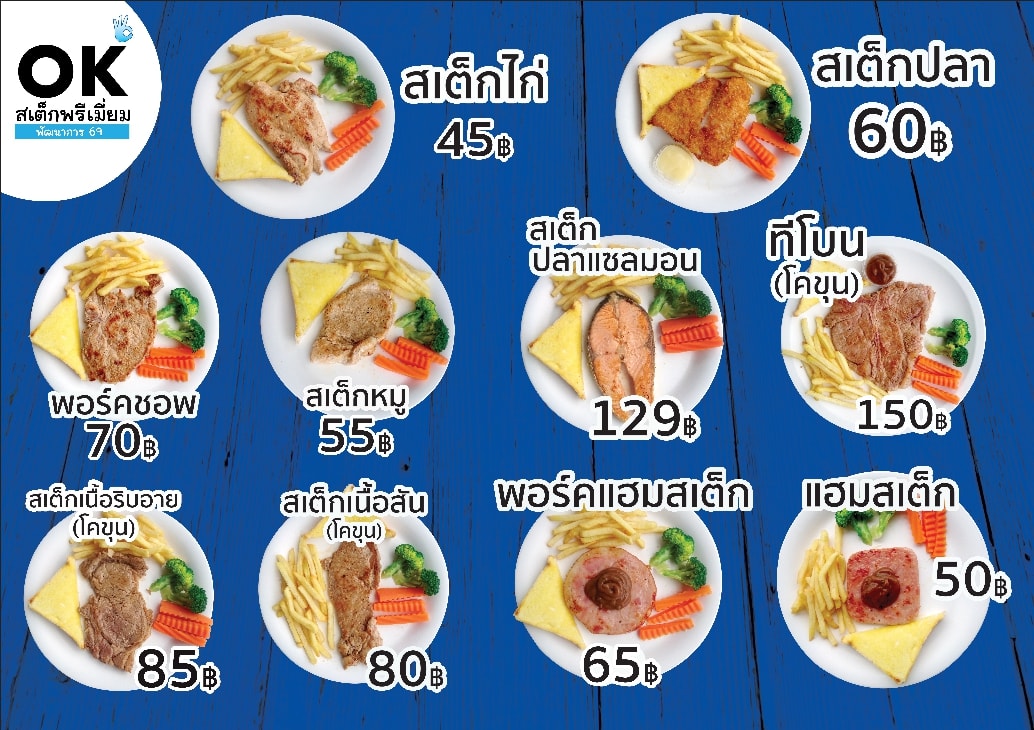 OK
สเต็กพรีเมี่ยม
พัฒนาการ 69
สเต็กไก่
45฿
สเต็กปลา
60฿
พอร์คชอพ
70฿
สเต็กหมู
55฿
สเต็ก
ปลาแซลมอน
129฿
ทีโบน
(โคขุน)
150฿
สเต็กเนื้อริบอาย
(โคขุน)
85฿
สเต็กเนื้อสัน
(โคขุน)
80฿
พอร์คแฮมสเต็ก
65฿
แฮมสเต็ก
50฿